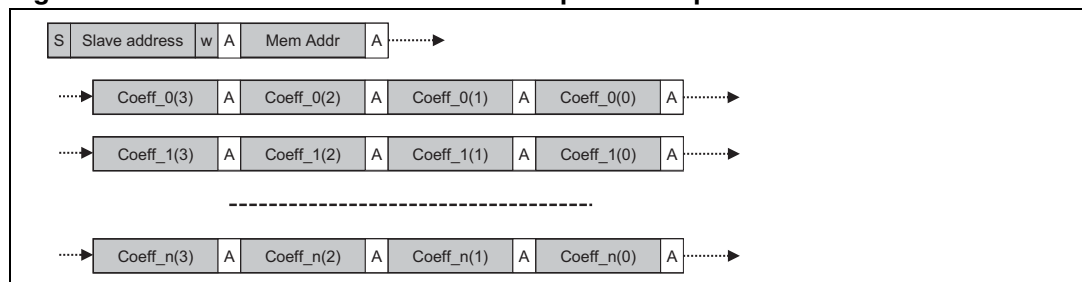 S Slave address w A Mem Addr A
Coeff_0(3) A Coeff_0(2) A Coeff_0(1) A Coeff_0(0) A
Coeff_1(3) A Coeff_1(2) A Coeff_1(1) A Coeff_1(0) A
Coeff_n(3) A Coeff_n(2) A Coeff_n(1) A Coeff_n(0) A